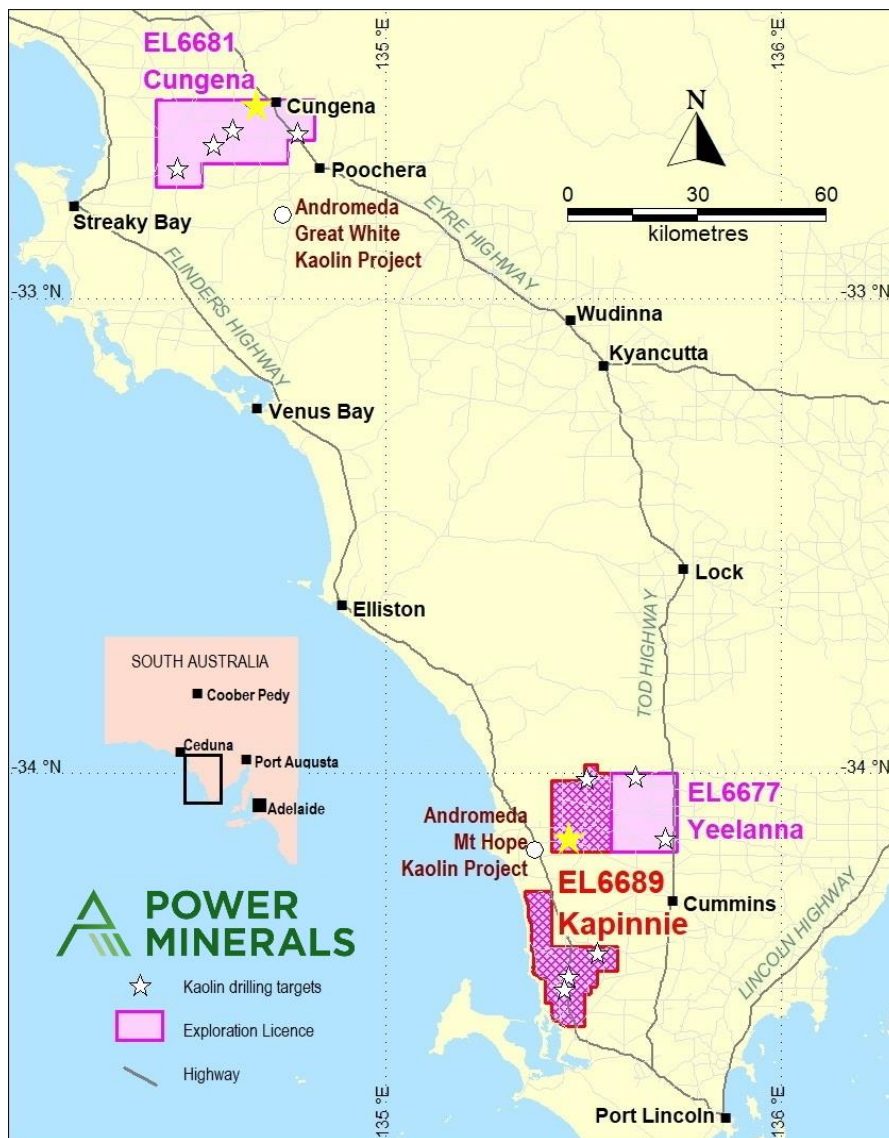 135 °E
136 °E
EL6681
Cungena
Cungena
Poochera
N
0 30 60
kilometres
Streaky Bay
Andromeda
Great White
Kaolin Project
EYRE HIGHWAY
FLINDERS HIGHWAY
-33 °N
-33 °N
Wudinna
Kyancutta
Venus Bay
Lock
Elliston
TOD HIGHWAY
SOUTH AUSTRALIA
Coober Pedy
Ceduna
Port Augusta
Adelaide
-34 °N
-34 °N
EL6677
Yeelanna
Andromeda
Mt Hope
Kaolin Project
EL6689
Kapinnie
Cummins
LINCOLN HIGHWAY
POWER
MINERALS
Kaolin drilling targets
Exploration Licence
Highway
Port Lincoln
135 °E
136 °E